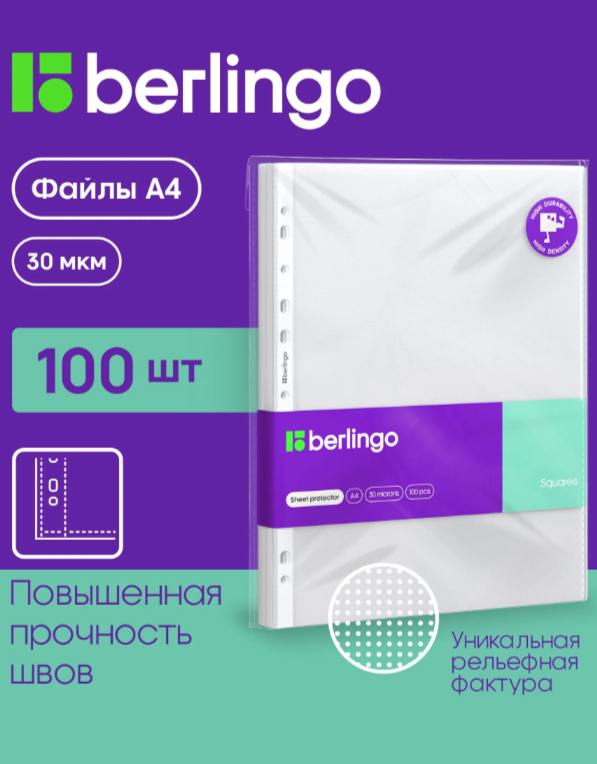 berlingo
Файлы А4
30 мкм
100 шт
HIGH DURABILITY
HIGH DENSITY
berlingo
berlingo
Sheet protector
A4
30 microns
100 pcs
Squares
Повышенная
прочность
швов
Уникальная
рельефная
фактура